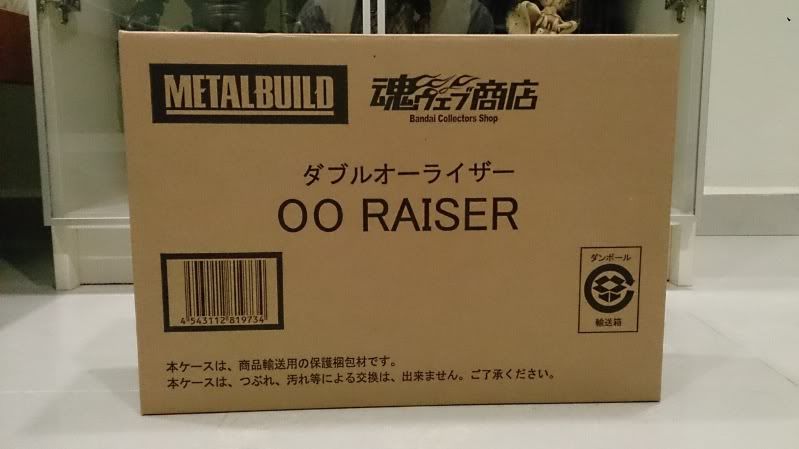 METAL BUILD
魂ウェブ商店
Bandai Collectors Shop
ダブルオーライザー
OO RAISER
4 543112 819734
ダンボール
輸送箱
本ケースは、商品輸送用の保護梱包材です。
本ケースは、つぶれ、汚れ等による交換は、出来ません。ご了承ください。